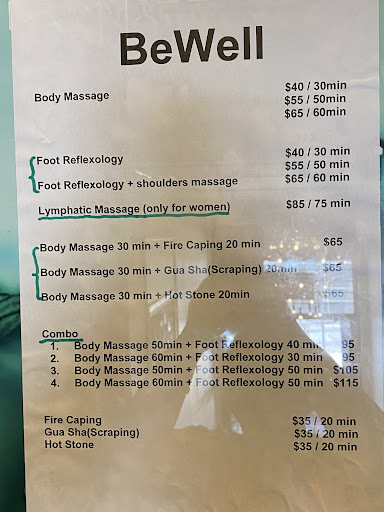 BeWell
Body Massage
$40 / 30min
$55 / 50min
$65 / 60min
Foot Reflexology
Foot Reflexology + shoulders massage
$40 / 30 min
$55 / 50 min
$65 / 60 min
Lymphatic Massage (only for women) $85 / 75 min
Body Massage 30 min + Fire Caping 20 min $65
Body Massage 30 min + Gua Sha(Scraping) 20min $65
Body Massage 30 min + Hot Stone 20min $65
Combo
1. Body Massage 50min + Foot Reflexology 40 min 95
2. Body Massage 60min + Foot Reflexology 30 min 95
3. Body Massage 50min + Foot Reflexology 50 min $105
4. Body Massage 60min + Foot Reflexology 50 min $115
Fire Caping $35 / 20 min
Gua Sha(Scraping) $35 / 20 min
Hot Stone $35 / 20 min